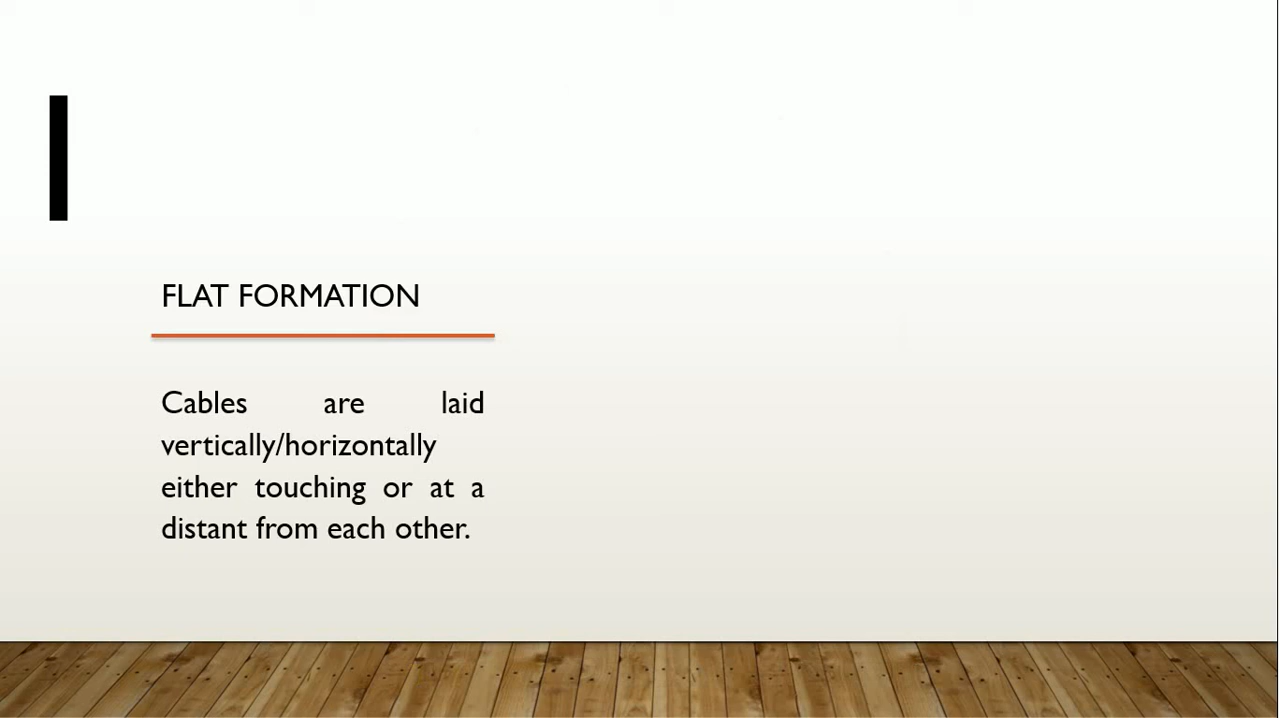 FLAT FORMATION
Cables are laid
vertically/horizontally
either touching or at a
distant from each other.